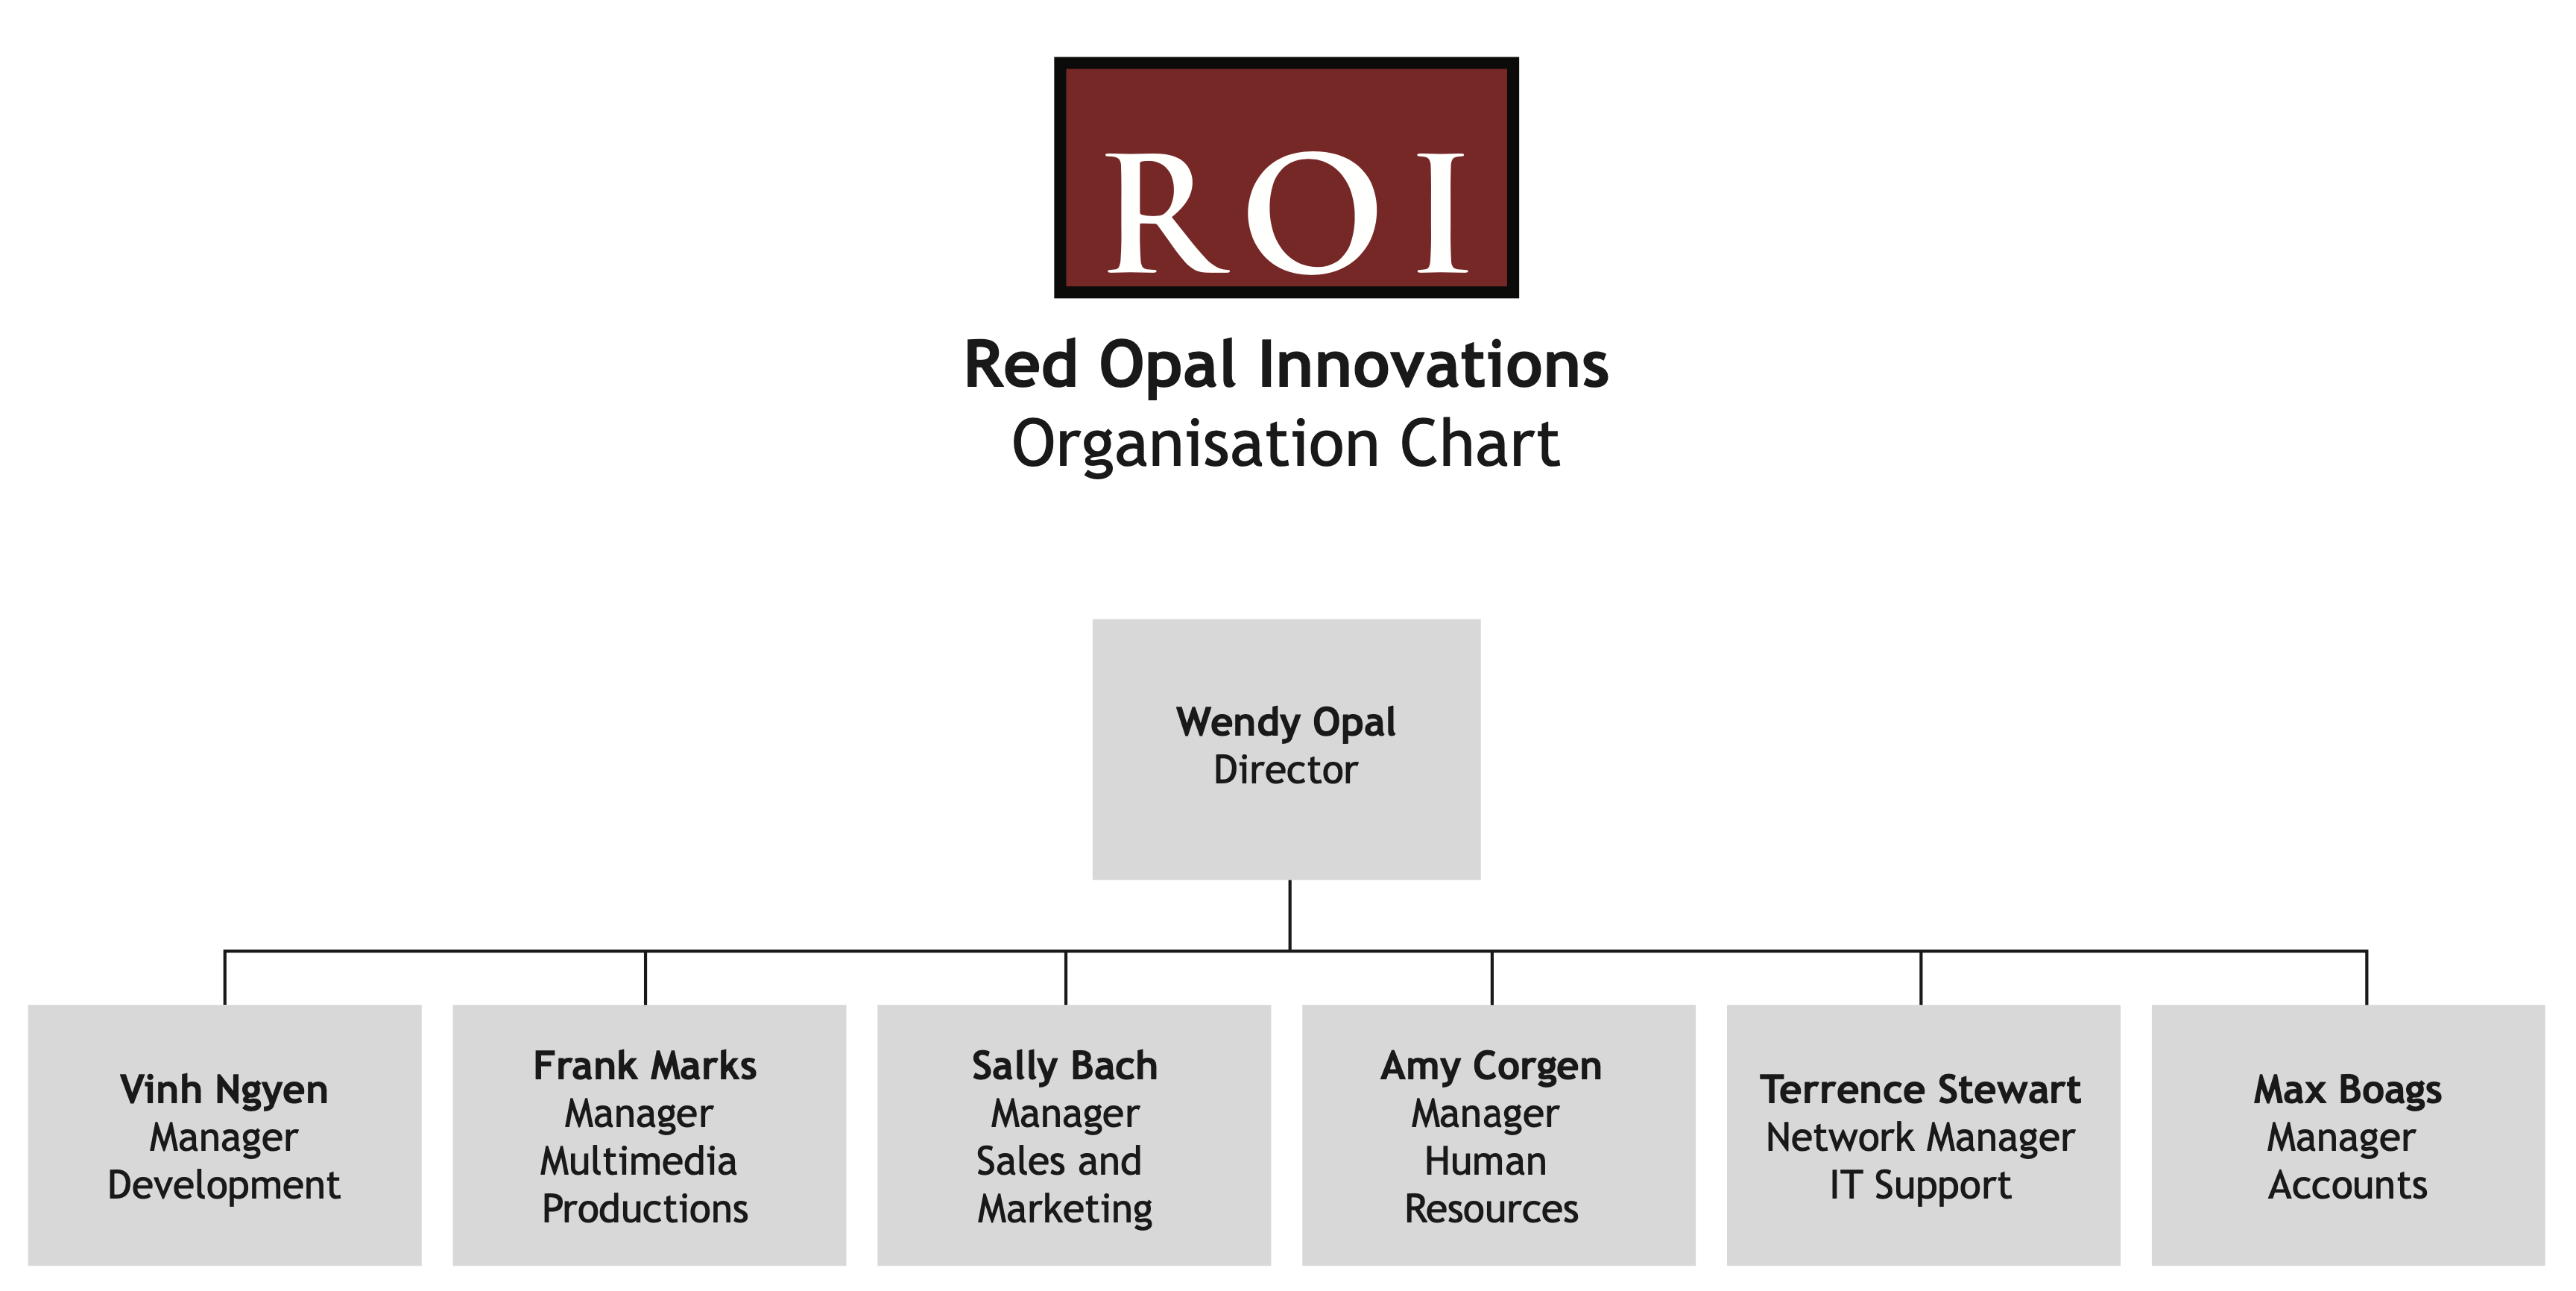 ROI
Red Opal Innovations
Organisation Chart
Wendy Opal
Director
Vinh Ngyen
Manager
Development
Frank Marks
Manager
Multimedia
Productions
Sally Bach
Manager
Sales and
Marketing
Amy Corgen
Manager
Human
Resources
Terrence Stewart
Network Manager
IT Support
Max Boags
Manager
Accounts